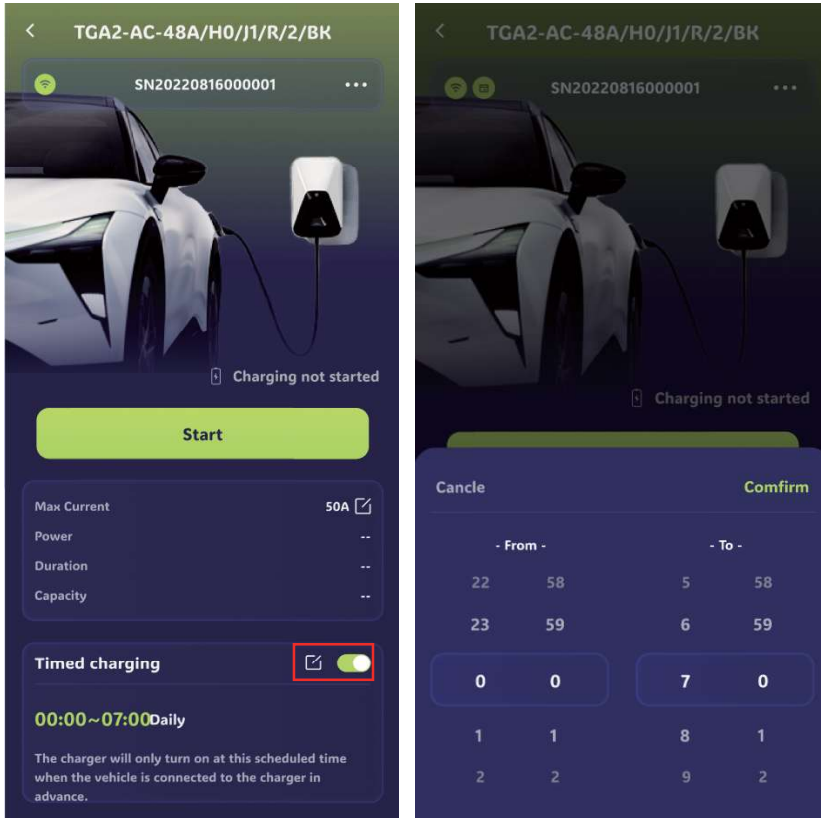 TGA2-AC-48A/H0/J1/R/2/BK
SN20220816000001
Charging not started
Start
Max Current 50A
Power --
Duration --
Capacity --
Timed charging
00:00~07:00Daily
The charger will only turn on at this scheduled time
when the vehicle is connected to the charger in
advance.
TGA2-AC-48A/H0/J1/R/2/BK
SN20220816000001
Charging not started
Cancle Comfirm
- From - - To -
22 58 5 58
23 59 6 59
0 0 7 0
1 1 8 1
2 2 9 2